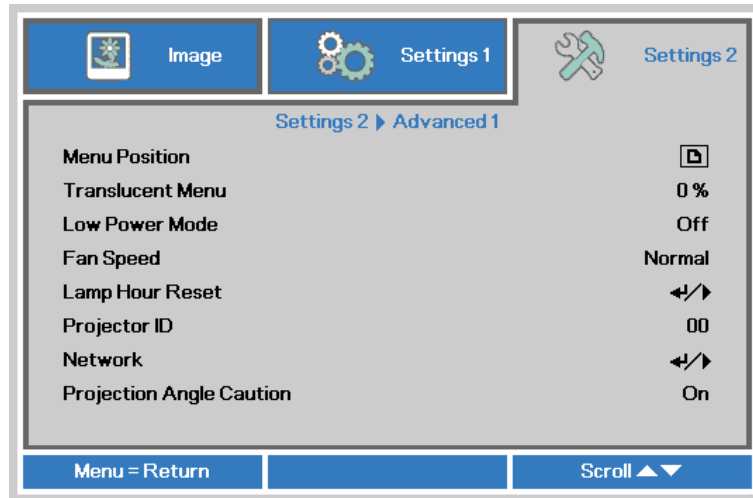 Image
Settings 1
Settings 2
Settings 2 ▶ Advanced 1
Menu Position
Translucent Menu 0 %
Low Power Mode Off
Fan Speed Normal
Lamp Hour Reset ↵/▶
Projector ID 00
Network ↵/▶
Projection Angle Caution On
Menu = Return
Scroll ▲▼